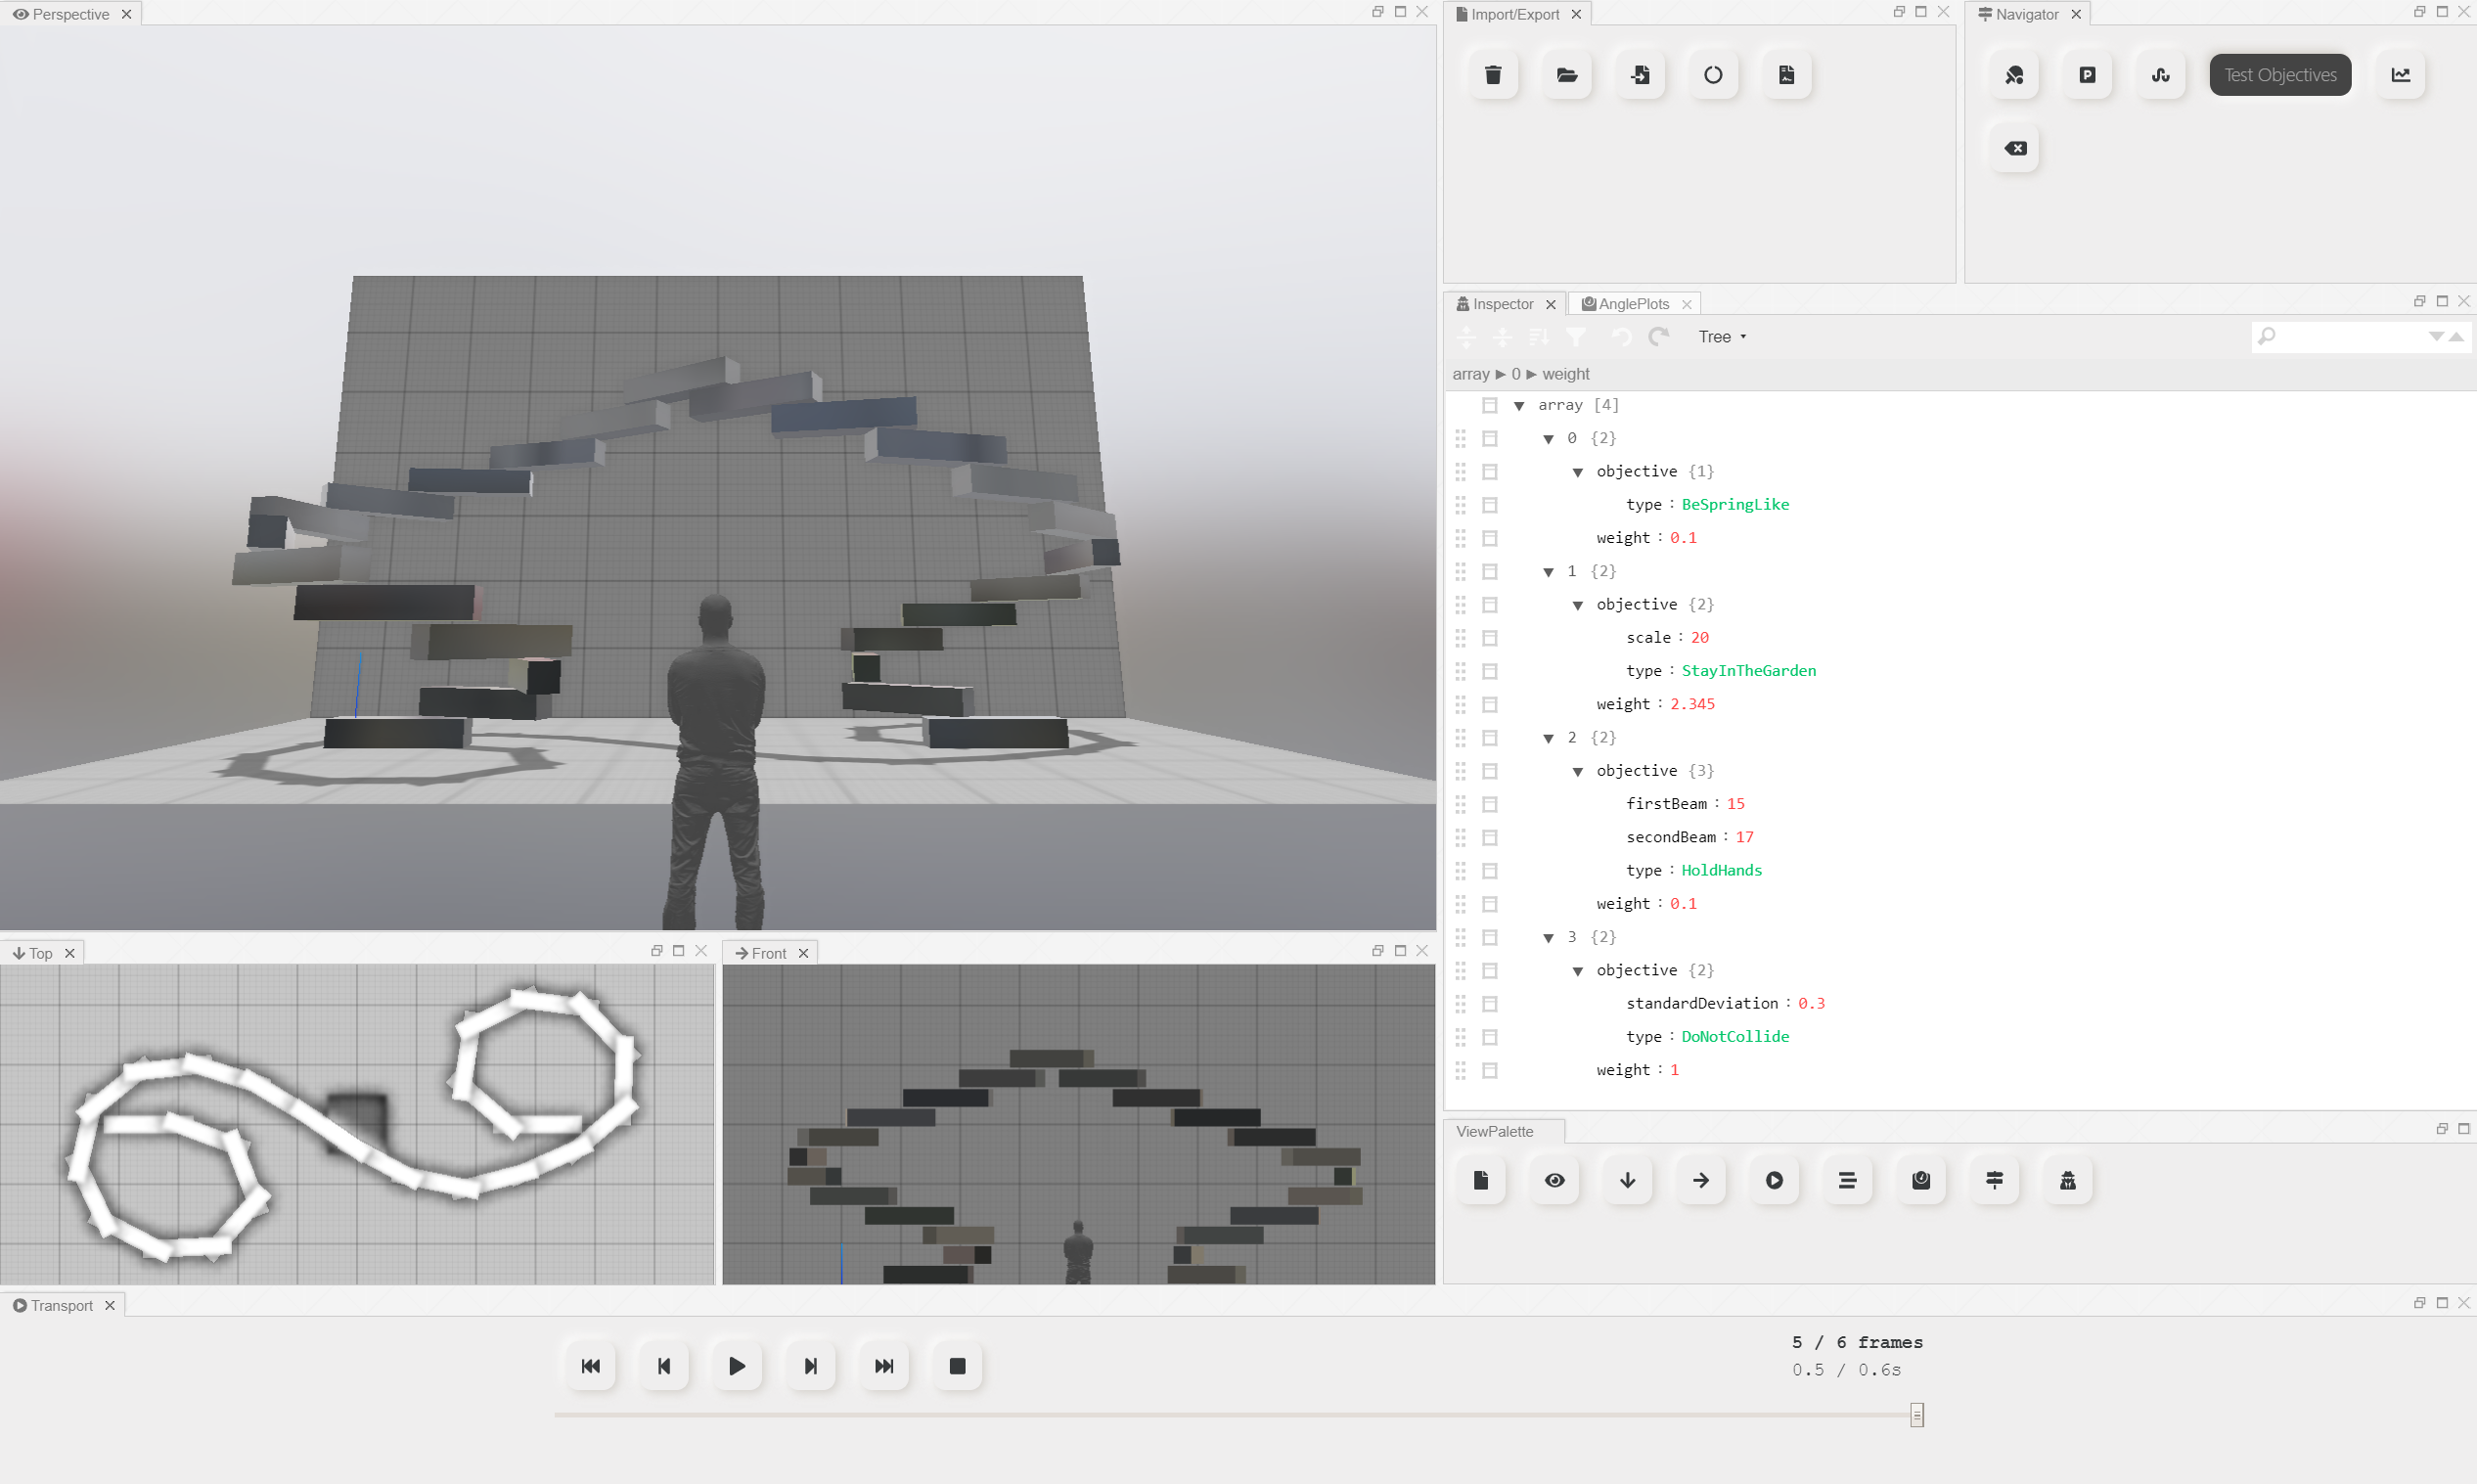 Perspective
Import/Export
Navigator
Test Objectives
Inspector
AnglePlots
Tree
array ▶ 0 ▶ weight
array [4]
0 {2}
objective {1}
type : BeSpringLike
weight : 0.1
1 {2}
objective {2}
scale : 20
type : StayInTheGarden
weight : 2.345
2 {2}
objective {3}
firstBeam : 15
secondBeam : 17
type : HoldHands
weight : 0.1
3 {2}
objective {2}
standardDeviation : 0.3
type : DoNotCollide
weight : 1
Top
Front
ViewPalette
Transport
5 / 6 frames
0.5 / 0.6s